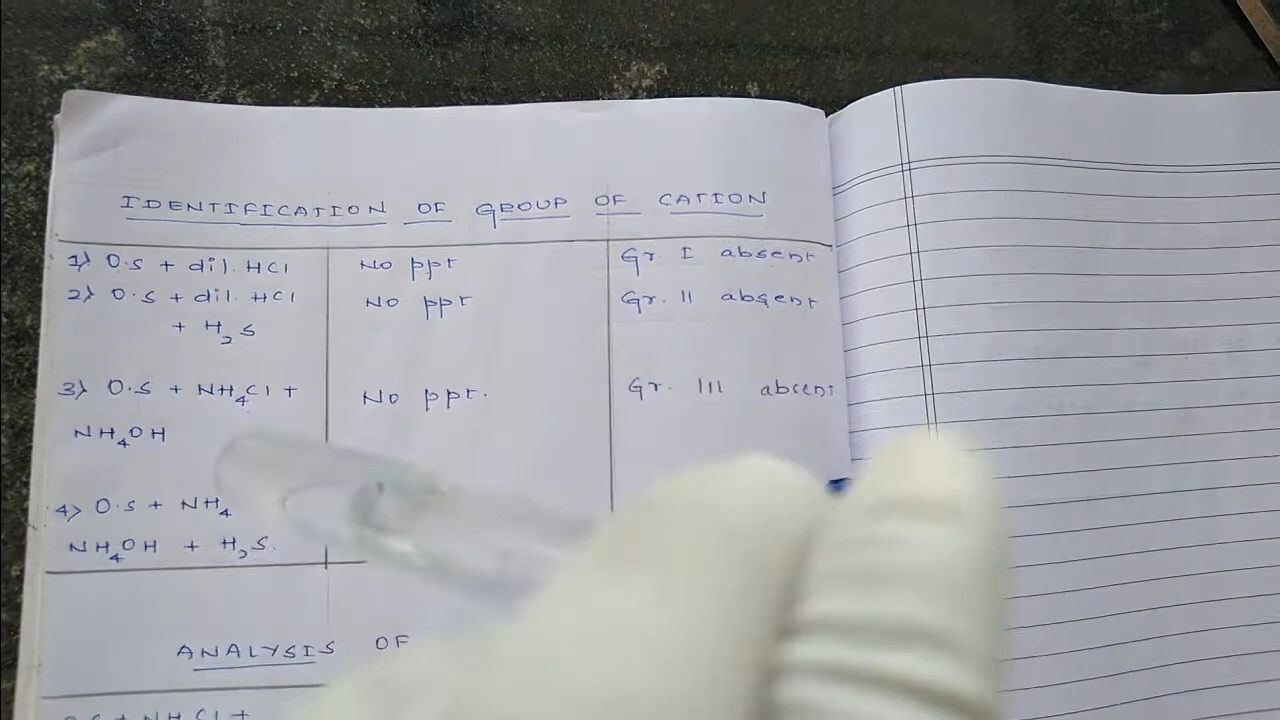 IDENTIFICATION OF GROUP OF CATION
1) O.S + dil. HCl No ppt Gr. I absent
2) O.S + dil. HCl No ppt Gr. II absent
+ H2S
3) O.S + NH4Cl + No ppt. Gr. III absent
NH4OH
4) O.S + NH4
NH4OH + H2S.
ANALYSIS OF
O.S + NH4Cl +